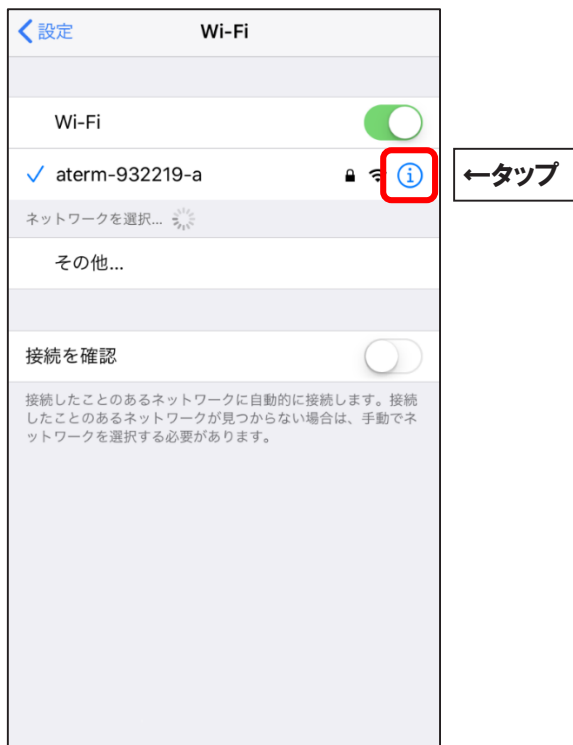 設定
Wi-Fi
Wi-Fi
aterm-932219-a
←タップ
ネットワークを選択...
その他...
接続を確認
接続したことのあるネットワークに自動的に接続します。接続
したことのあるネットワークが見つからない場合は、手動でネ
ットワークを選択する必要があります。